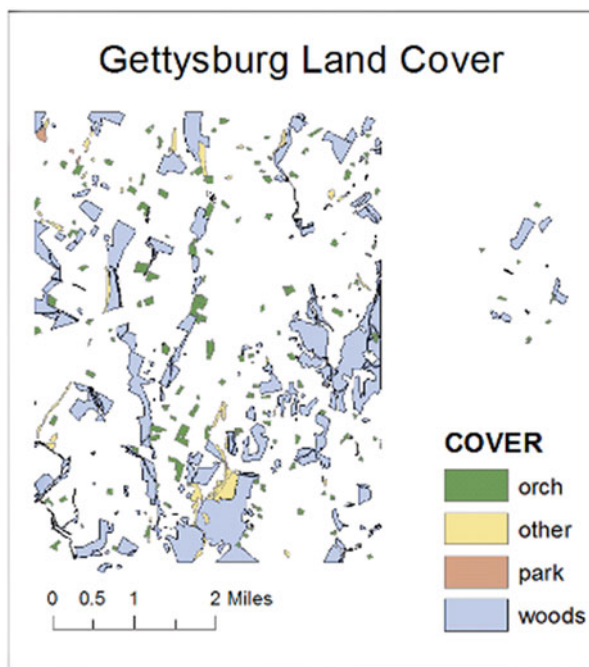 Gettysburg Land Cover
COVER
orch
other
park
woods
0 0.5 1 2 Miles